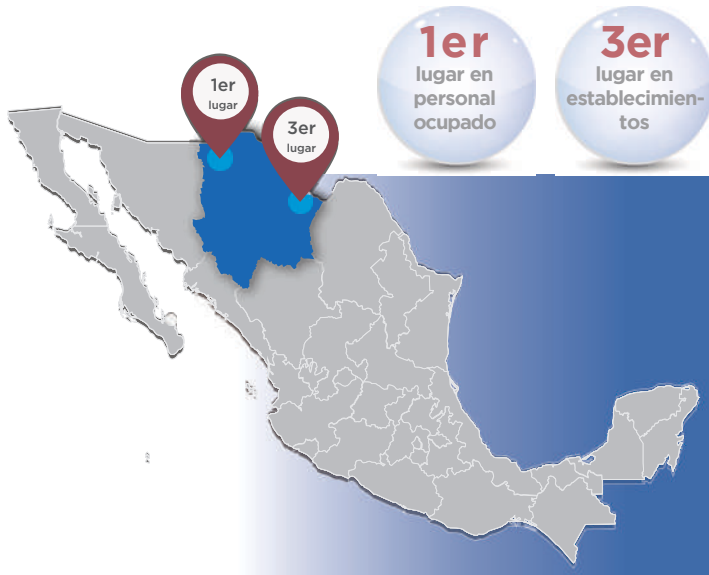 1er
lugar en
personal
ocupado
3er
lugar en
establecimien-
tos
1er
lugar
3er
lugar